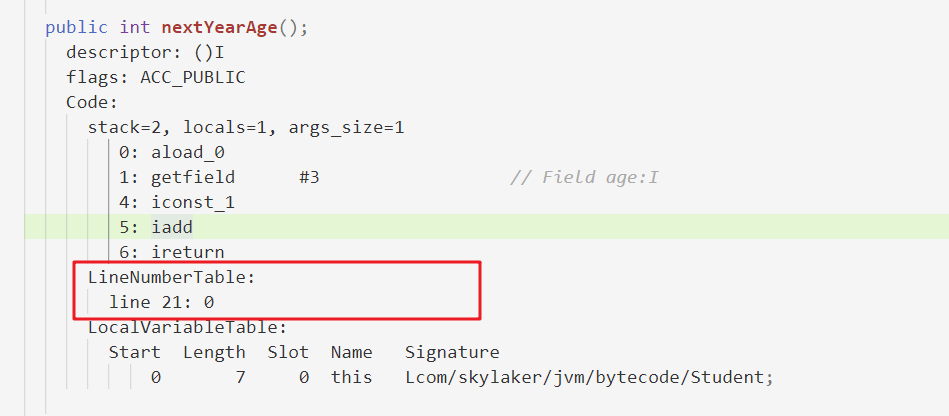 public int nextYearAge();
descriptor: ()I
flags: ACC_PUBLIC
Code:
stack=2, locals=1, args_size=1
0: aload_0
1: getfield #3 // Field age:I
4: iconst_1
5: iadd
6: ireturn
LineNumberTable:
line 21: 0
LocalVariableTable:
Start Length Slot Name Signature
0 7 0 this Lcom/skylaker/jvm/bytecode/Student;